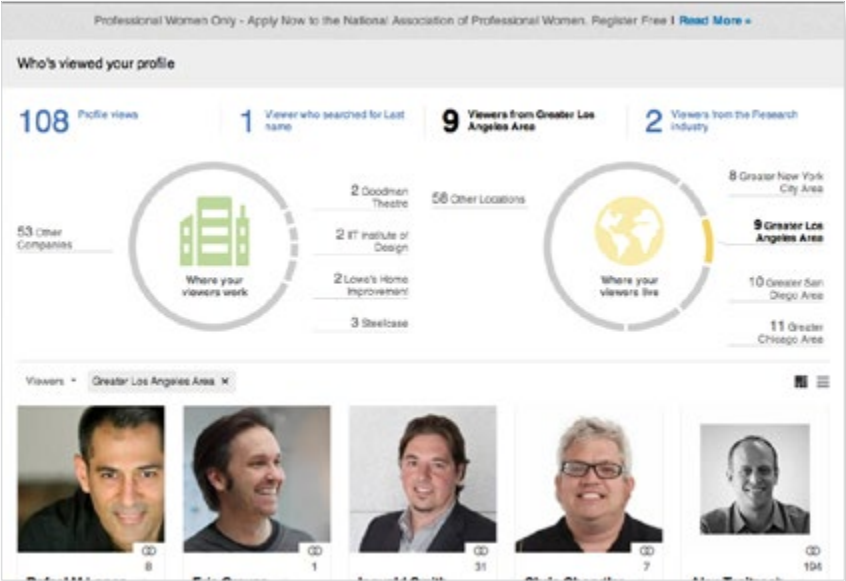 Professional Women Only - Apply Now to the National Association of Professional Women. Register Free | Read More »
Who's viewed your profile
108 Profile views
1 Viewer who searched for Last
name
9 Viewers from Greater Los
Angeles Area
2 Viewers from the Research
industry
53 Other
Companies
Where your
viewers work
2 Goodman
Theatre
2 IIT Institute of
Design
2 Lowe's Home
Improvement
3 Steelcase
58 Other Locations
Where your
viewers live
8 Greater New York
City Area
9 Greater Los
Angeles Area
10 Greater San
Diego Area
11 Greater
Chicago Area
Viewers
Greater Los Angeles Area ×
8
1
31
7
194